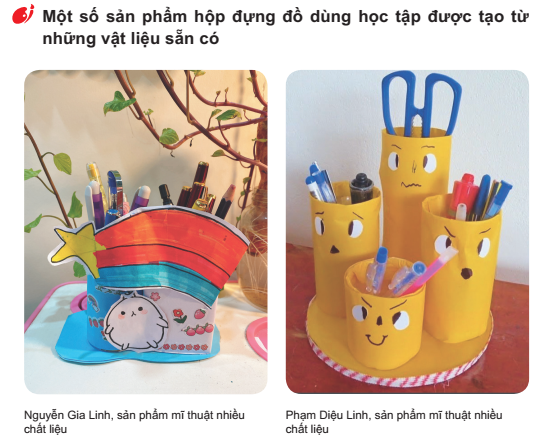 Một số sản phẩm hộp đựng đồ dùng học tập được tạo từ
những vật liệu sẵn có
Nguyễn Gia Linh, sản phẩm mĩ thuật nhiều
chất liệu
Phạm Diệu Linh, sản phẩm mĩ thuật nhiều
chất liệu